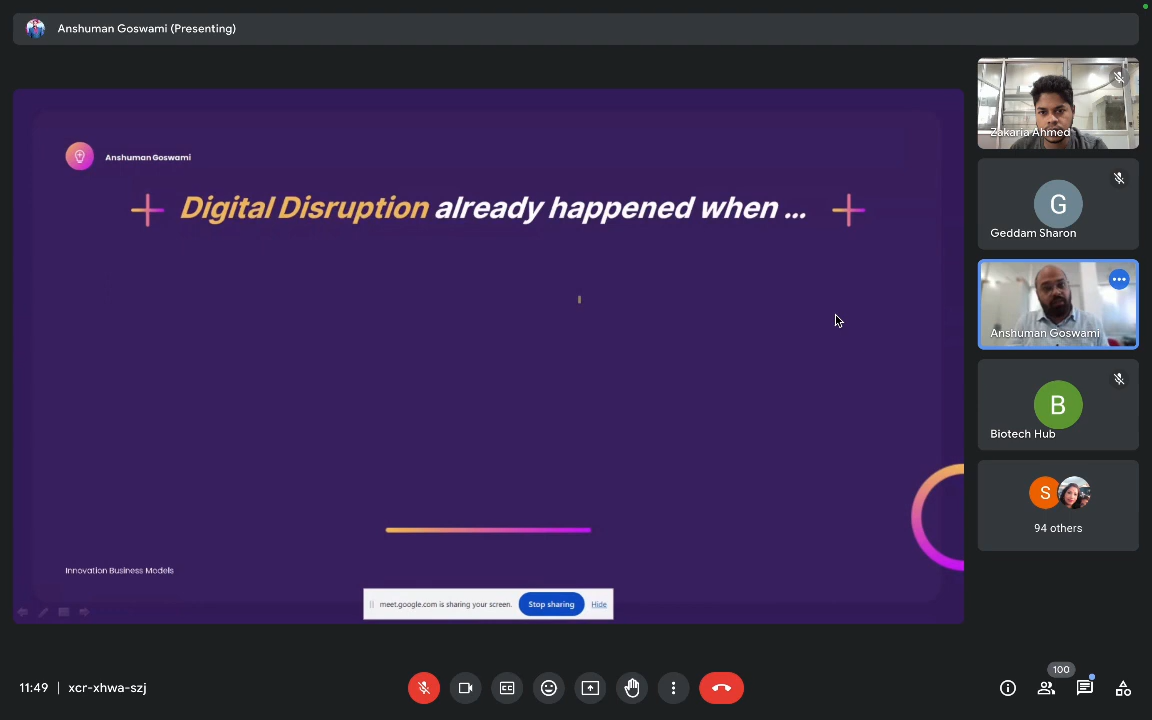 Anshuman Goswami (Presenting)
Anshuman Goswami
Digital Disruption already happened when ...
Innovation Business Models
meet.google.com is sharing your screen.
Stop sharing
Hide
Zakaria Ahmed
G
Geddam Sharon
Anshuman Goswami
B
Biotech Hub
S
94 others
11:49 | xcr-xhwa-szj
CC
100